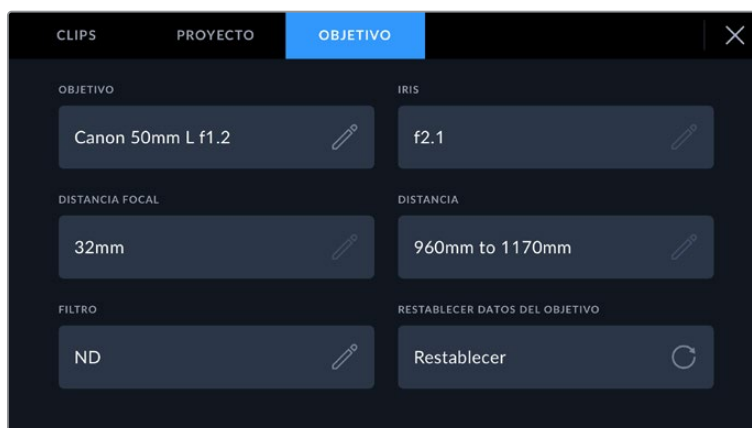 CLIPS PROYECTO OBJETIVO
OBJETIVO IRIS
Canon 50mm L f1.2 f2.1
DISTANCIA FOCAL DISTANCIA
32mm 960mm to 1170mm
FILTRO RESTABLECER DATOS DEL OBJETIVO
ND Restablecer